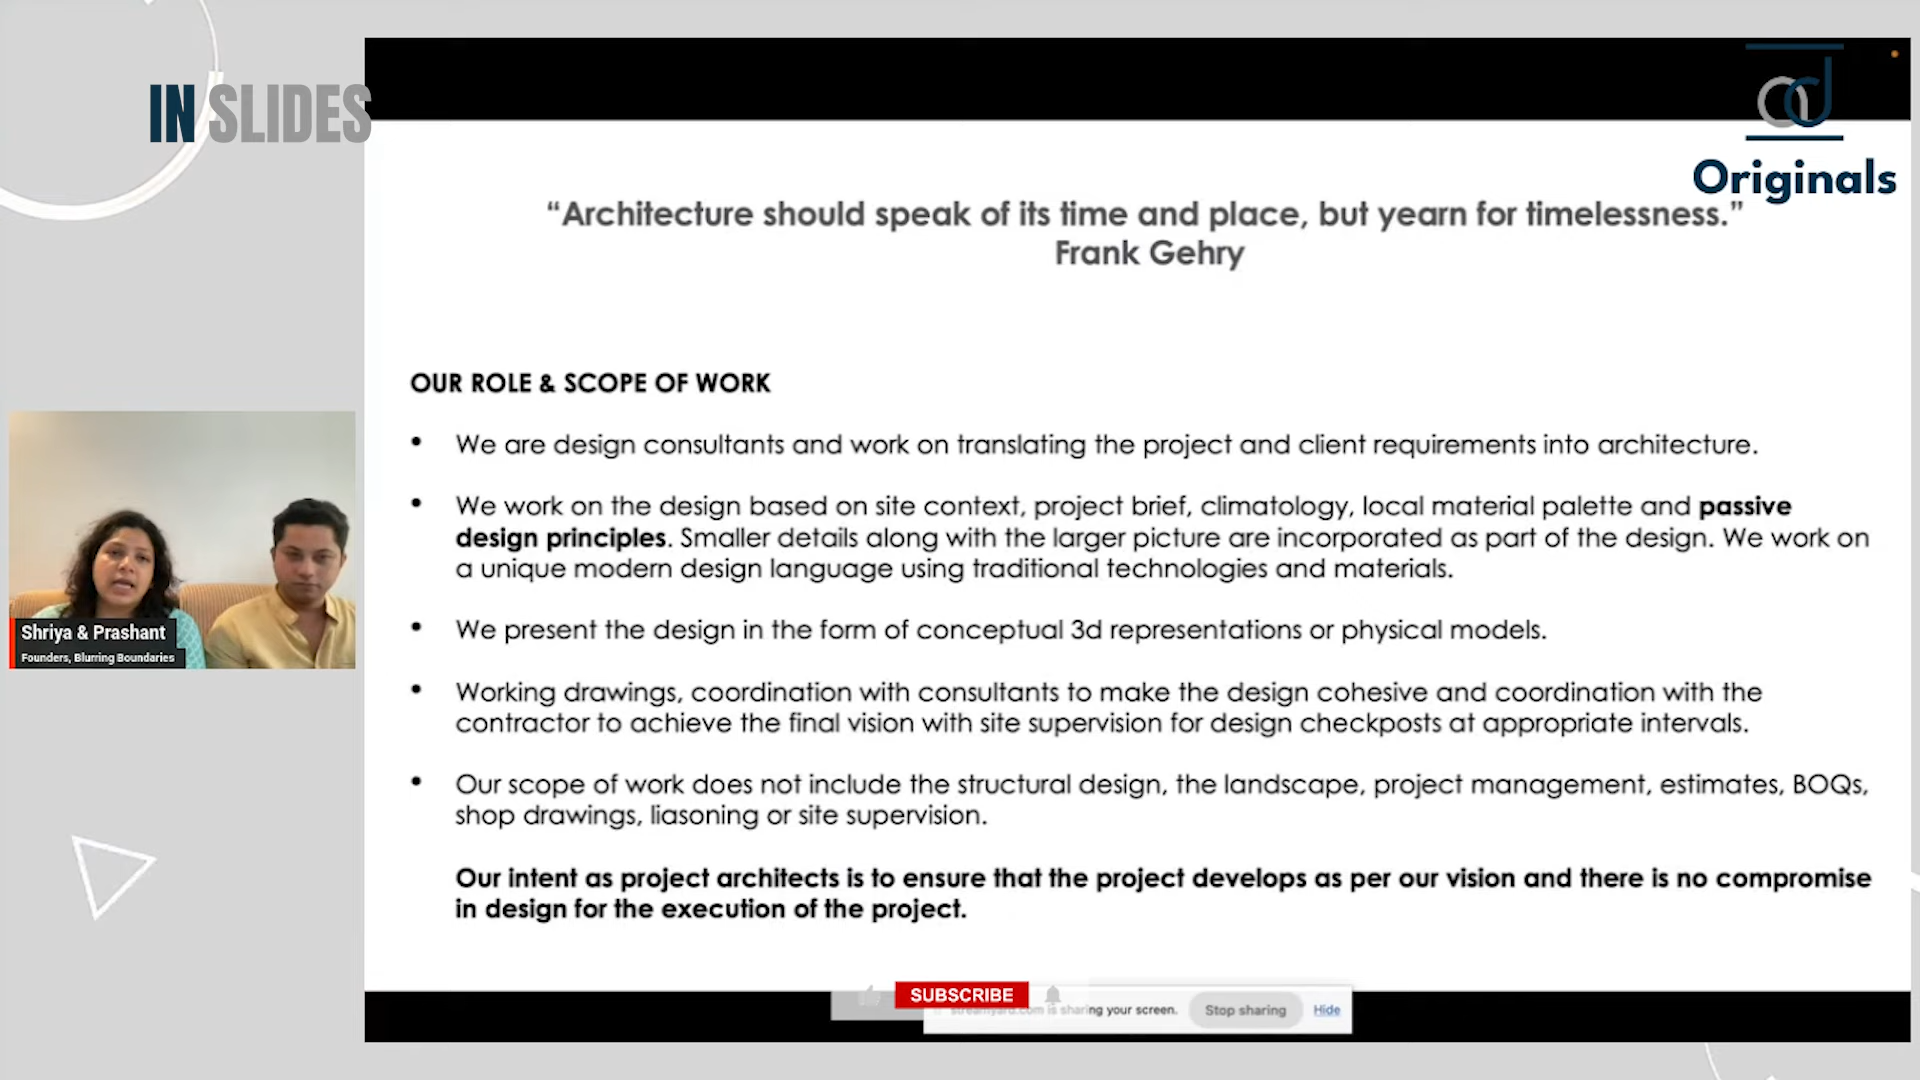 IN SLIDES
ad
Originals
“Architecture should speak of its time and place, but yearn for timelessness.”
Frank Gehry
OUR ROLE & SCOPE OF WORK
• We are design consultants and work on translating the project and client requirements into architecture.
• We work on the design based on site context, project brief, climatology, local material palette and passive
design principles. Smaller details along with the larger picture are incorporated as part of the design. We work on
a unique modern design language using traditional technologies and materials.
• We present the design in the form of conceptual 3d representations or physical models.
• Working drawings, coordination with consultants to make the design cohesive and coordination with the
contractor to achieve the final vision with site supervision for design checkposts at appropriate intervals.
• Our scope of work does not include the structural design, the landscape, project management, estimates, BOQs,
shop drawings, liasoning or site supervision.
Our intent as project architects is to ensure that the project develops as per our vision and there is no compromise
in design for the execution of the project.
Shriya & Prashant
Founders, Blurring Boundaries
SUBSCRIBE
streamyard.com is sharing your screen.
Stop sharing
Hide